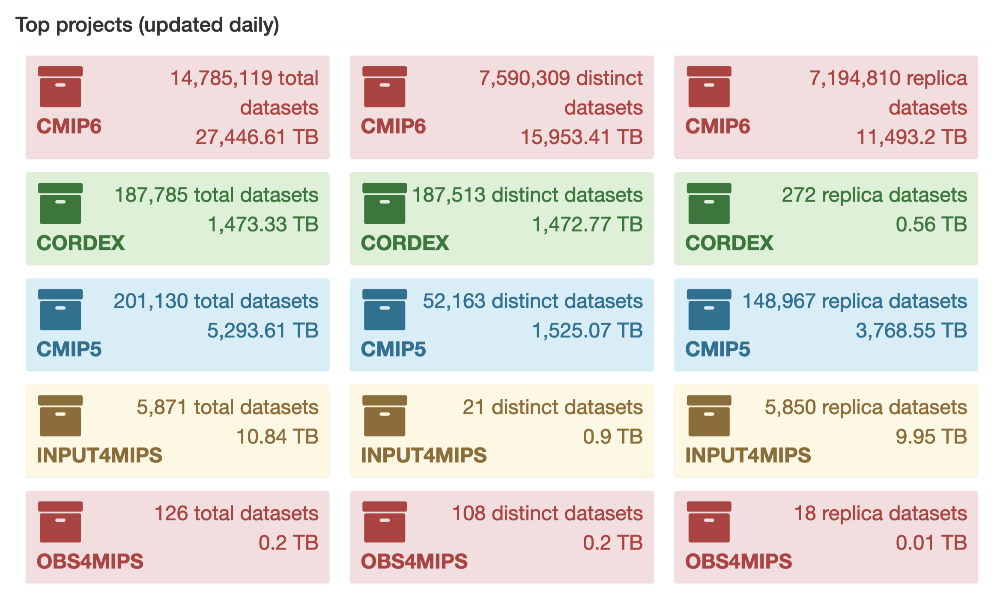 Top projects (updated daily)
14,785,119 total
datasets
27,446.61 TB
CMIP6
7,590,309 distinct
datasets
15,953.41 TB
CMIP6
7,194,810 replica
datasets
11,493.2 TB
CMIP6
187,785 total datasets
1,473.33 TB
CORDEX
187,513 distinct datasets
1,472.77 TB
CORDEX
272 replica datasets
0.56 TB
CORDEX
201,130 total datasets
5,293.61 TB
CMIP5
52,163 distinct datasets
1,525.07 TB
CMIP5
148,967 replica datasets
3,768.55 TB
CMIP5
5,871 total datasets
10.84 TB
INPUT4MIPS
21 distinct datasets
0.9 TB
INPUT4MIPS
5,850 replica datasets
9.95 TB
INPUT4MIPS
126 total datasets
0.2 TB
OBS4MIPS
108 distinct datasets
0.2 TB
OBS4MIPS
18 replica datasets
0.01 TB
OBS4MIPS